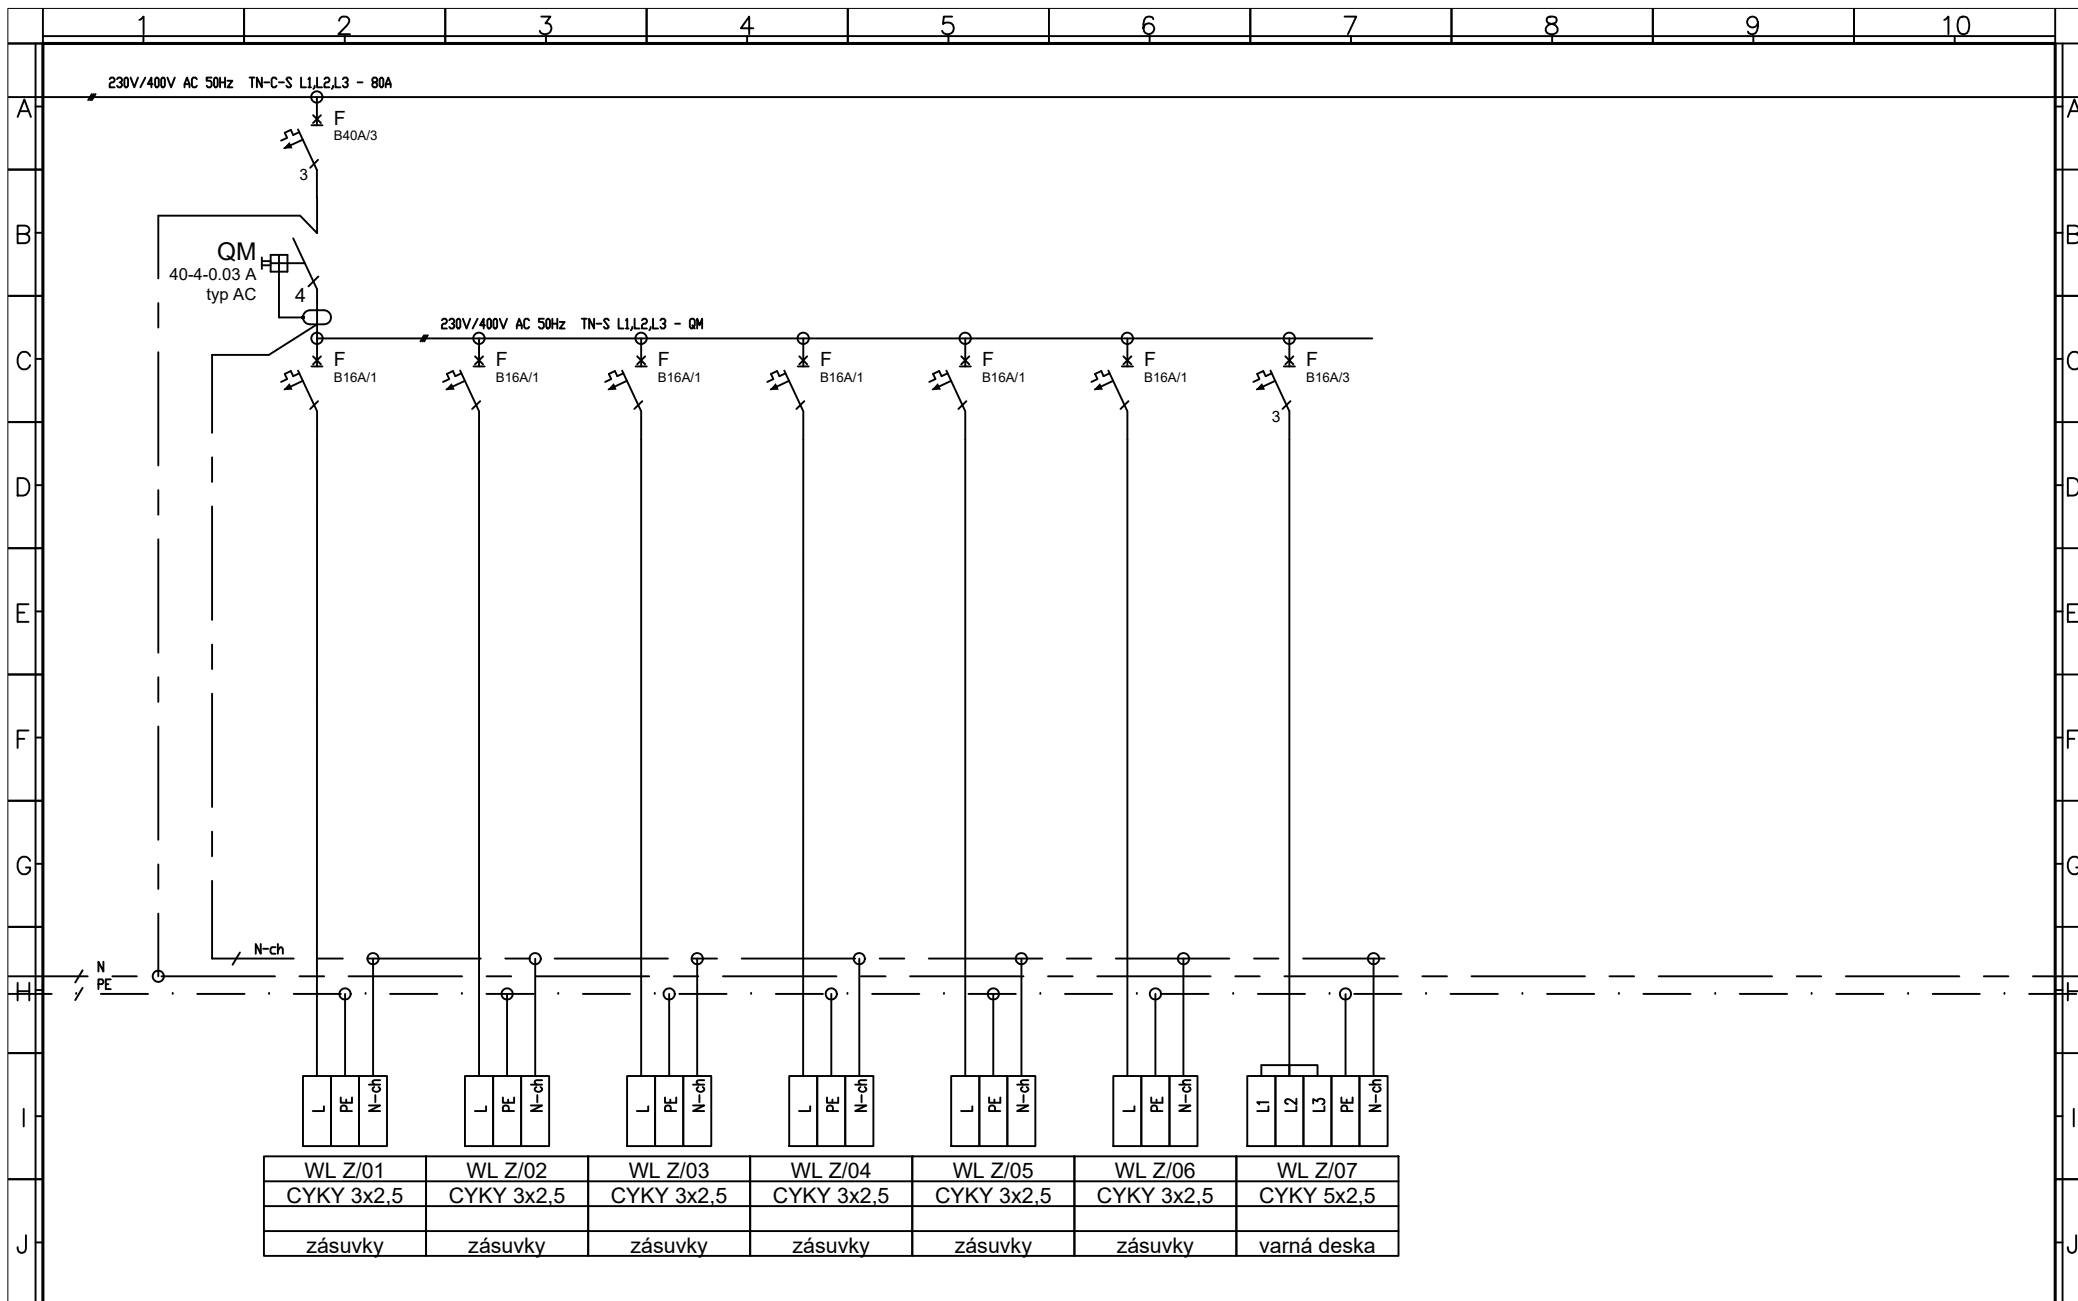 1 2 3 4 5 6 7 8 9 10
230V/400V AC 50Hz TN-C-S L1,L2,L3 - 80A
A A
F
B40A/3
3
B B
QM
40-4-0.03 A
typ AC
4
230V/400V AC 50Hz TN-S L1,L2,L3 - QM
C C
F F F F F F F
B16A/1 B16A/1 B16A/1 B16A/1 B16A/1 B16A/1 B16A/3
3
D D
E E
F F
G G
N-ch
N
PE
H H
L PE N-ch L PE N-ch L PE N-ch L PE N-ch L PE N-ch L PE N-ch L1 L2 L3 PE N-ch
I I
WL Z/01 WL Z/02 WL Z/03 WL Z/04 WL Z/05 WL Z/06 WL Z/07
CYKY 3x2,5 CYKY 3x2,5 CYKY 3x2,5 CYKY 3x2,5 CYKY 3x2,5 CYKY 3x2,5 CYKY 5x2,5
J zásuvky zásuvky zásuvky zásuvky zásuvky zásuvky varná deska J